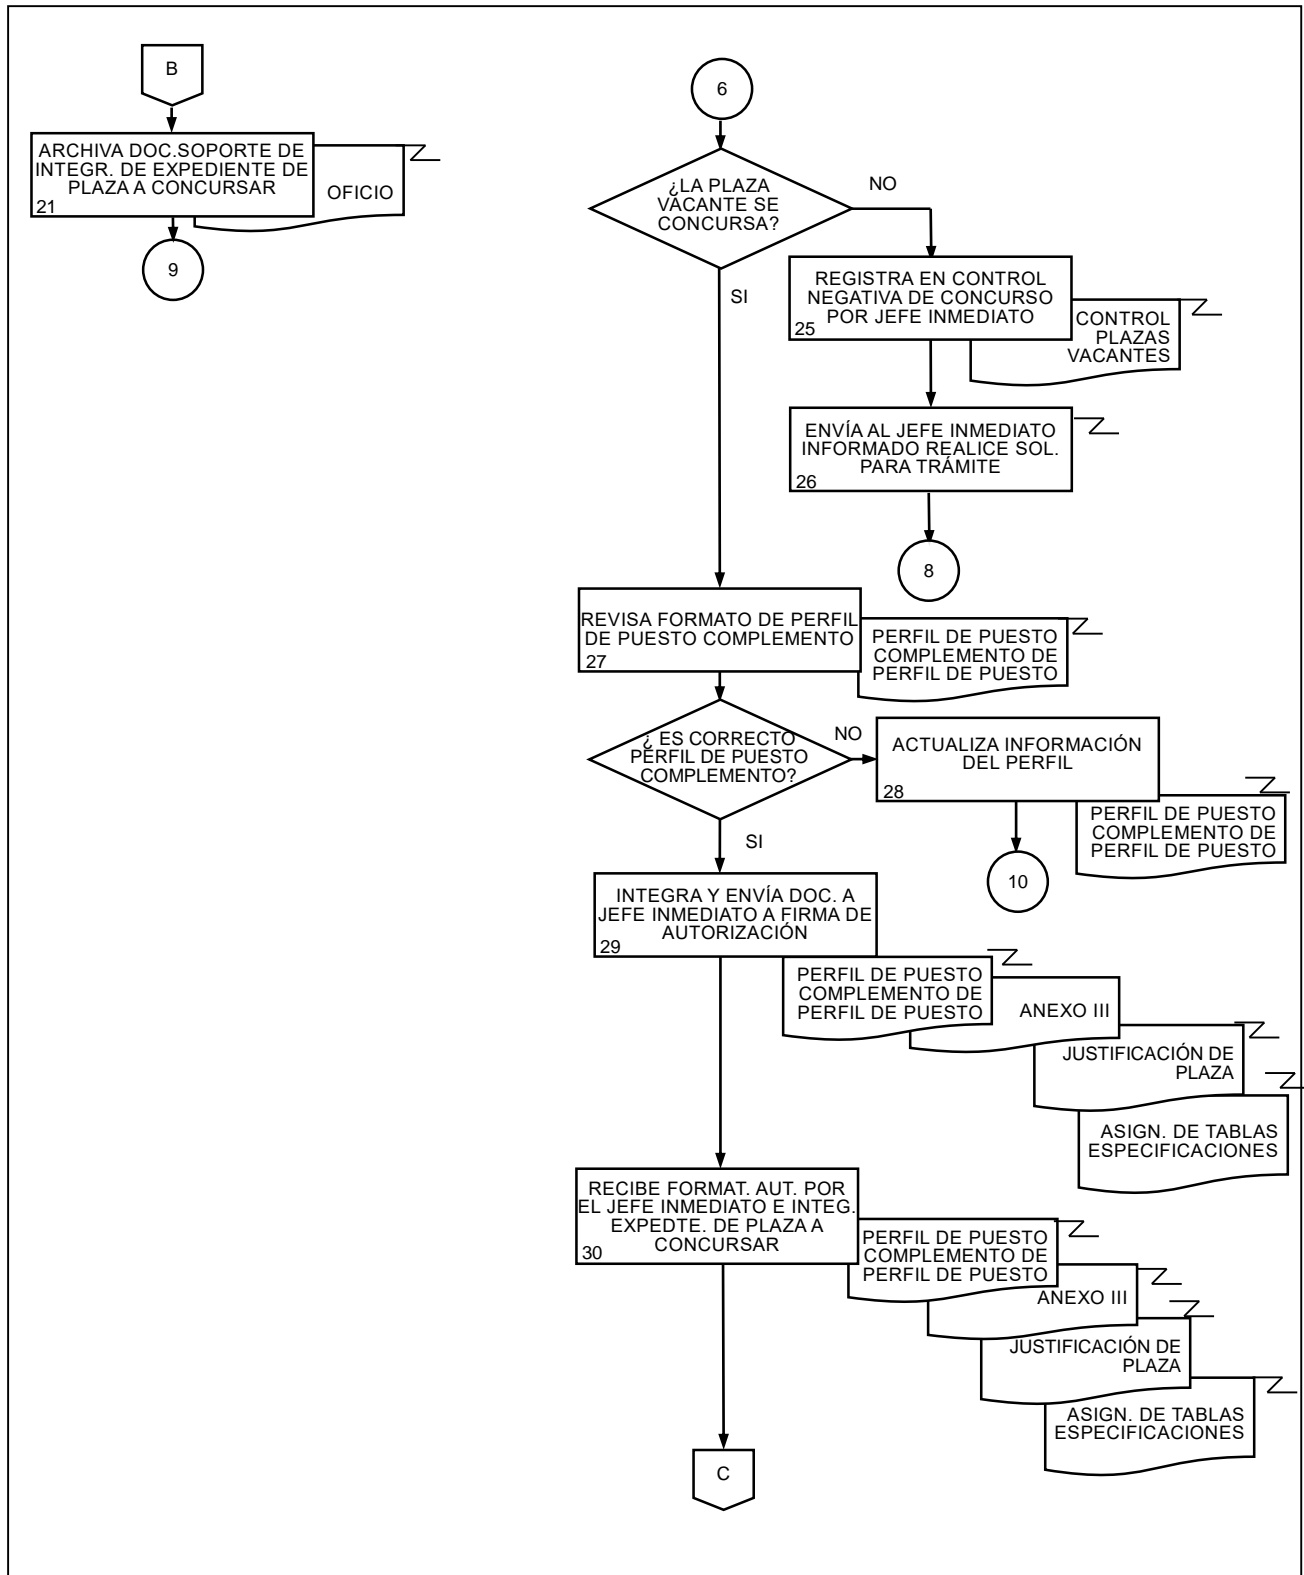 B
ARCHIVA DOC.SOPORTE DE
INTEGR. DE EXPEDIENTE DE
PLAZA A CONCURSAR
21
OFICIO
9
6
¿LA PLAZA
VACANTE SE
CONCURSA?
NO
SI
REGISTRA EN CONTROL
NEGATIVA DE CONCURSO
POR JEFE INMEDIATO
25
CONTROL
PLAZAS
VACANTES
ENVÍA AL JEFE INMEDIATO
INFORMADO REALICE SOL.
PARA TRÁMITE
26
8
REVISA FORMATO DE PERFIL
DE PUESTO COMPLEMENTO
27
PERFIL DE PUESTO
COMPLEMENTO DE
PERFIL DE PUESTO
¿ ES CORRECTO
PERFIL DE PUESTO
COMPLEMENTO?
NO
SI
ACTUALIZA INFORMACIÓN
DEL PERFIL
28
PERFIL DE PUESTO
COMPLEMENTO DE
PERFIL DE PUESTO
10
INTEGRA Y ENVÍA DOC. A
JEFE INMEDIATO A FIRMA DE
AUTORIZACIÓN
29
PERFIL DE PUESTO
COMPLEMENTO DE
PERFIL DE PUESTO
ANEXO III
JUSTIFICACIÓN DE
PLAZA
ASIGN. DE TABLAS
ESPECIFICACIONES
RECIBE FORMAT. AUT. POR
EL JEFE INMEDIATO E INTEG.
EXPEDTE. DE PLAZA A
CONCURSAR
30
PERFIL DE PUESTO
COMPLEMENTO DE
PERFIL DE PUESTO
ANEXO III
JUSTIFICACIÓN DE
PLAZA
ASIGN. DE TABLAS
ESPECIFICACIONES
C